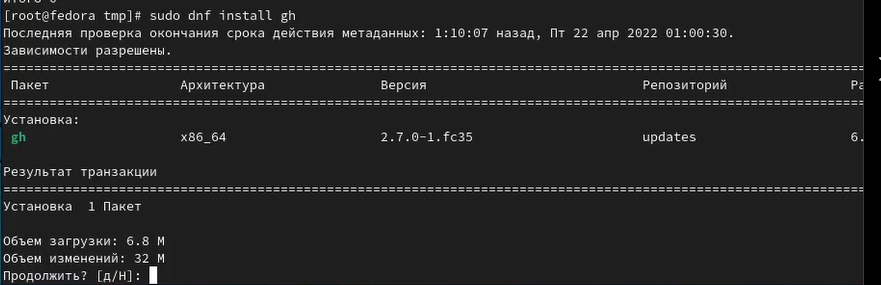 [root@fedora tmp]# sudo dnf install gh
Последняя проверка окончания срока действия метаданных: 1:10:07 назад, Пт 22 апр 2022 01:00:30.
Зависимости разрешены.
================================================================================
Пакет Архитектура Версия Репозиторий Ра
================================================================================
Установка:
gh x86_64 2.7.0-1.fc35 updates 6.
Результат транзакции
================================================================================
Установка 1 Пакет
Объем загрузки: 6.8 M
Объем изменений: 32 M
Продолжить? [д/Н]: